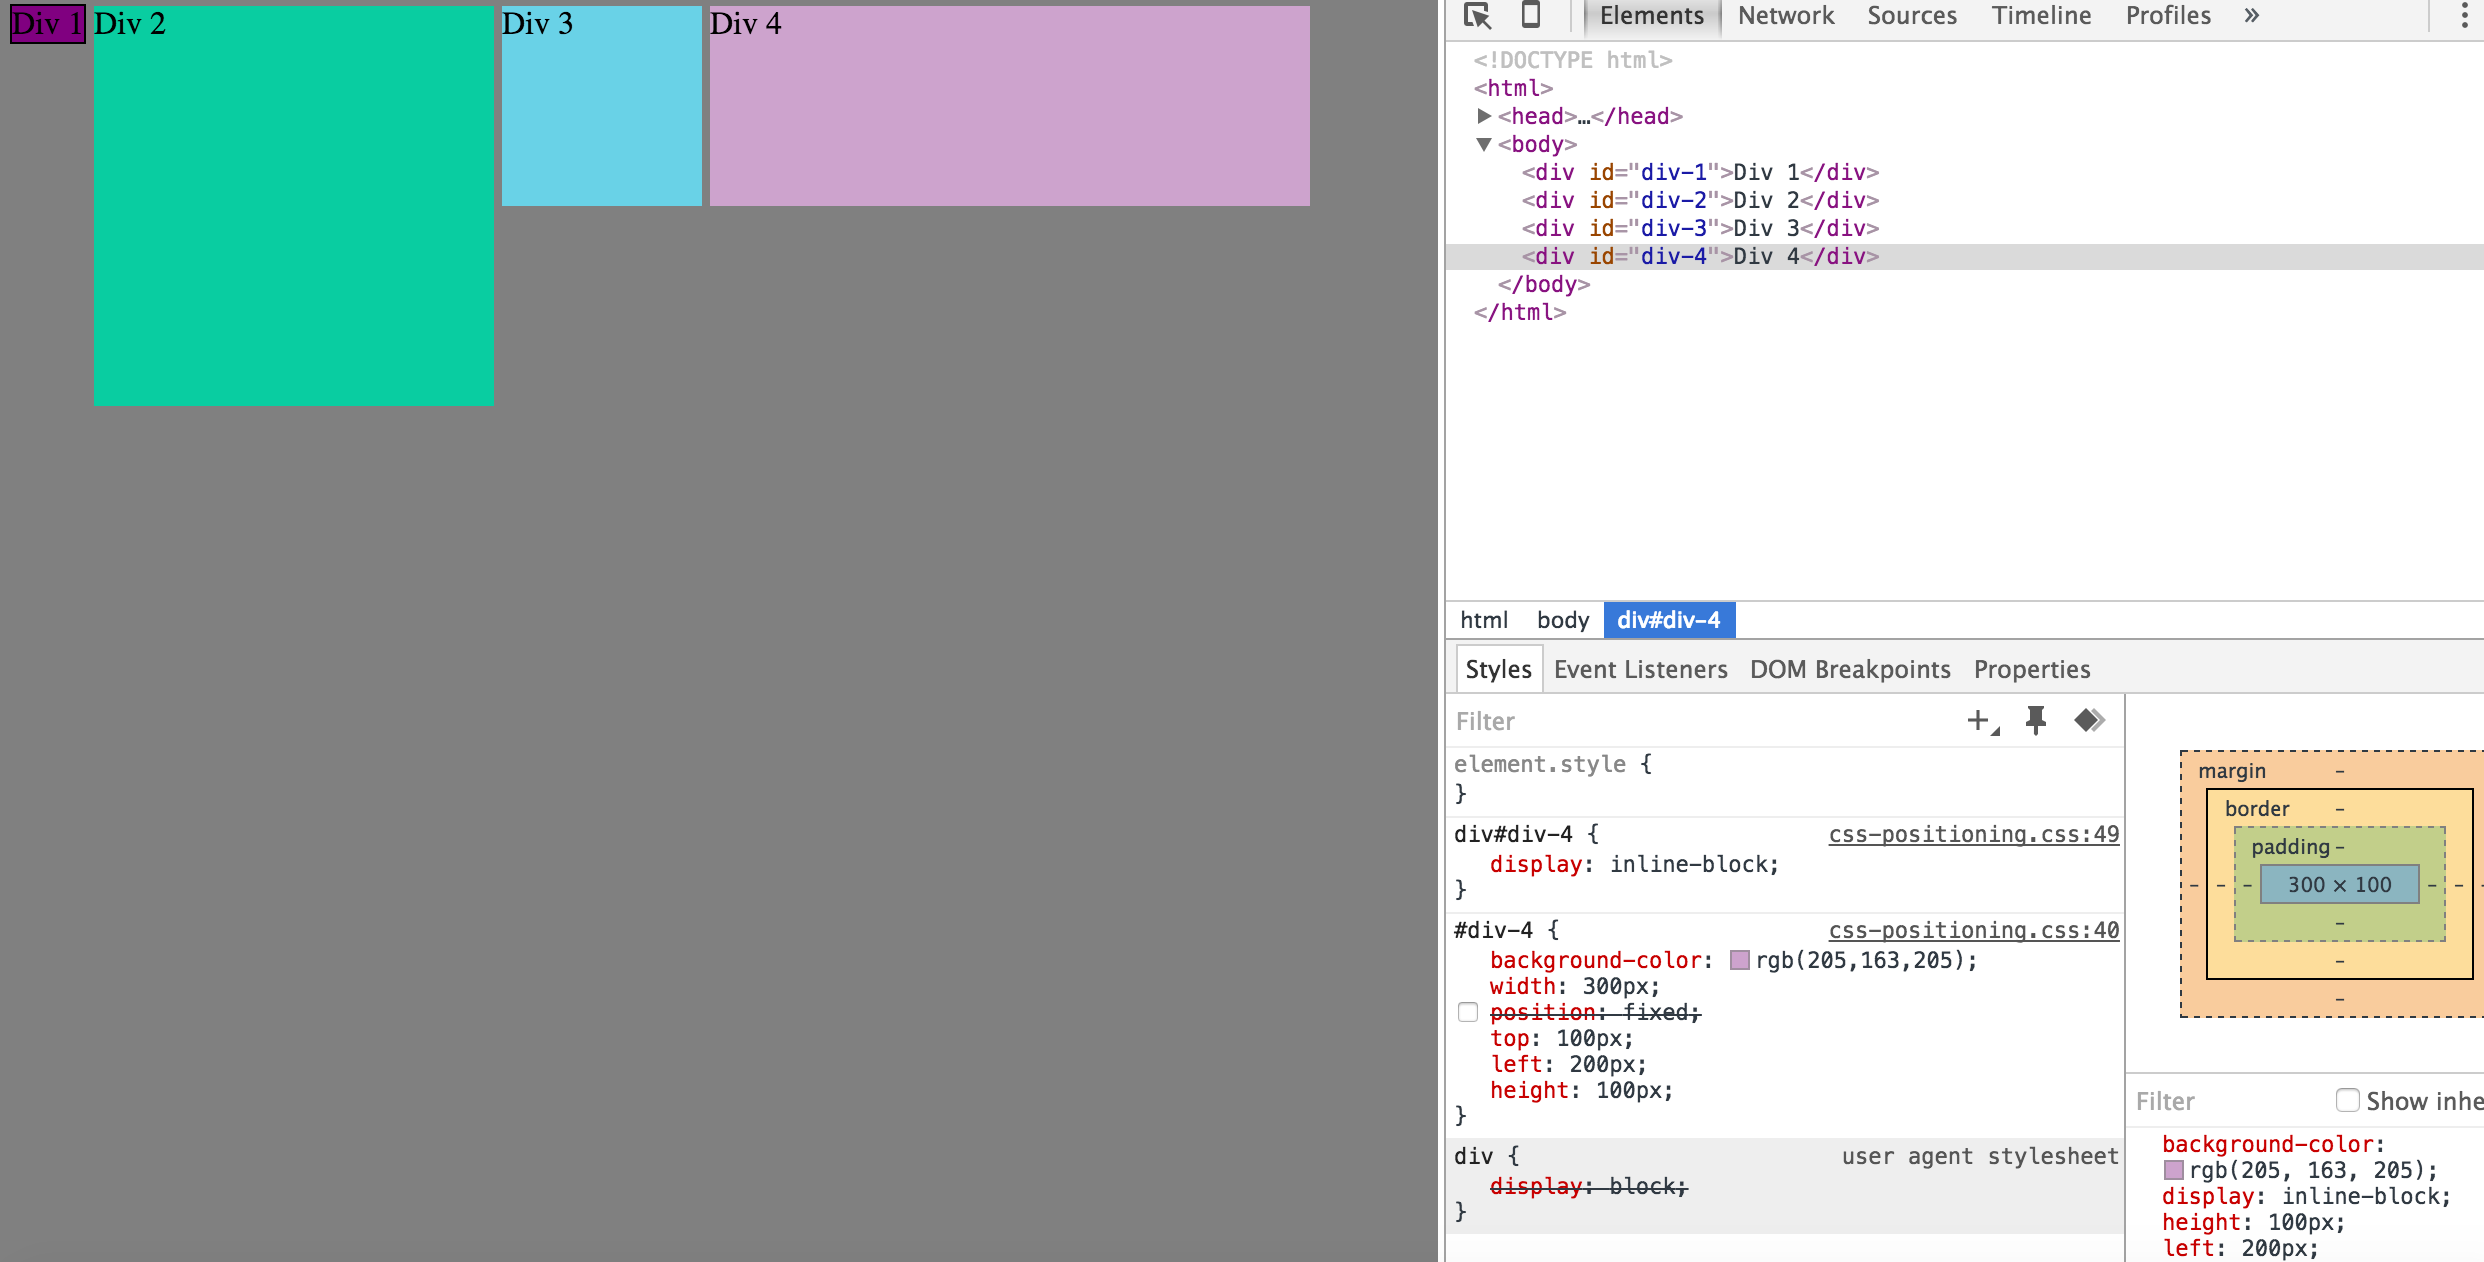 Div 1 Div 2 Div 3 Div 4
Elements Network Sources Timeline Profiles »
<!DOCTYPE html>
<html>
<head>…</head>
<body>
<div id="div-1">Div 1</div>
<div id="div-2">Div 2</div>
<div id="div-3">Div 3</div>
<div id="div-4">Div 4</div>
</body>
</html>
html body div#div-4
Styles Event Listeners DOM Breakpoints Properties
Filter
element.style {
}
div#div-4 { css-positioning.css:49
display: inline-block;
}
#div-4 { css-positioning.css:40
background-color: rgb(205,163,205);
width: 300px;
position: fixed;
top: 100px;
left: 200px;
height: 100px;
}
div { user agent stylesheet
display: block;
}
margin -
border -
padding -
- - - 300 × 100 - - -
-
-
-
Filter Show inhe
background-color:
rgb(205, 163, 205);
display: inline-block;
height: 100px;
left: 200px;